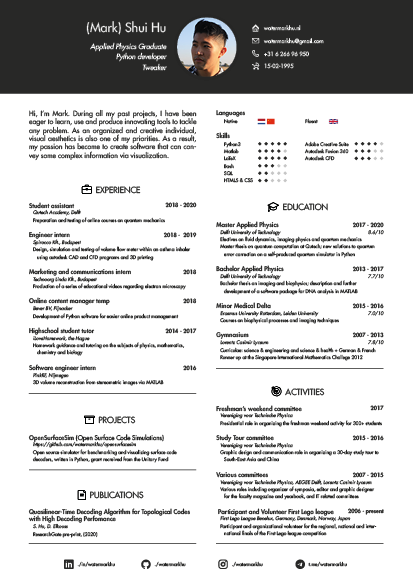 (Mark) Shui Hu
Applied Physics Graduate
Python developer
Tweaker
watermarkhu.nl
watermarkhu@gmail.com
+31 6 266 96 950
15-02-1995
Hi, I'm Mark. During all my past projects, I have been
eager to learn, use and produce innovating tools to tackle
any problem. As an organized and creative individual,
visual aesthetics is also one of my priorities. As a result,
my passion has become to create software that can con-
vey some complex information via visualization.
EXPERIENCE
Student assistant 2018 - 2020
Qutech Academy, Delft
Preparation and testing of online courses on quantum mechanics
Engineer intern 2018 - 2019
Spirocco Kft., Budapest
Design, simulation and testing of volume flow meter within an asthma inhaler
using autodesk CAD and CFD programs and 3D printing
Marketing and communications intern 2018
Technoorg Linda Kft., Budapest
Production of a series of educational videos regarding electron microscopy
Online content manager temp 2018
Bever BV, Pijnacker
Development of Python software for easier online product management
Highschool student tutor 2014 - 2017
Homework guidance and tutoring on the subjects of physics, mathematics,
chemistry and biology
Software engineer intern 2016
Nijmegen
3D volume reconstruction from stereometric images via MATLAB
PROJECTS
OpenSurfaceSim (Open Surface Code Simulations)
https://github.com/watermarkhu/opensurfacesim
Open source simulator for benchmarking and visualizing surface code
decoders, written in Python, grant received from the Unitary Fund
PUBLICATIONS
Quasilinear-Time Decoding Algorithm for Topological Codes
with High Decoding Perfomance
S. Hu, D. Elkouss
ResearchGate pre-print, (2020)
Languages
Native Fluent
Skills
Python3
Matlab
LaTeX
Bash
SQL
HTML5 & CSS
Adobe Creative Suite
Autodesk Fusion 360
Autodesk CFD
EDUCATION
Master Applied Physics 2017 - 2020
Delft University of Technology 8.6/10
Electives on fluid dynamics, imaging physics and quantum mechanics
Master thesis on quantum computation at Qutech; new solutions to quantum
error correction on a self-produced quantum simulator in Python
Bachelor Applied Physics 2013 - 2017
Delft University of Technology 7.7/10
Bachelor thesis on imaging and biophysics; description and further
development of a software package for DNA analysis in MATLAB
Minor Medical Delta 2015 - 2016
Erasmus University Rotterdam, Leiden University 7.0/10
Courses on biophysical processes and imaging techniques
Gymnasium 2007 - 2013
Lorentz Casimir Lyceum 7.8/10
Curriculum: science & engineering and science & health + German & French
Runner up at the Singapore International Mathematics Challenge 2012
ACTIVITIES
Freshman's weekend committee 2017
Vereniging voor Technische Physica
Presidential role in organizing the freshman weekend activity for 300+ students
Study Tour committee 2015 - 2016
Vereniging voor Technische Physica
Graphic design and communication role in organizing a 30-day study tour to
South-East Asia and China
Various committees 2007 - 2015
Vereniging voor Technische Physica, AEGEE Delft, Lorentz Casimir Lyceum
Various roles including organizer of symposia, editor and graphic designer
for the faculty magazine and yearbook, and IT related committees
Participant and Volunteer First Lego league 2006 - present
First Lego League Benelux, Germany, Denmark, Norway, Japan
Participant and organizational volunteer for the regional, national and inter-
national finals of the First Lego league competition
./in/watermarkhu
./watermarkhu
./watermarkhu
t.me/watermarkhu